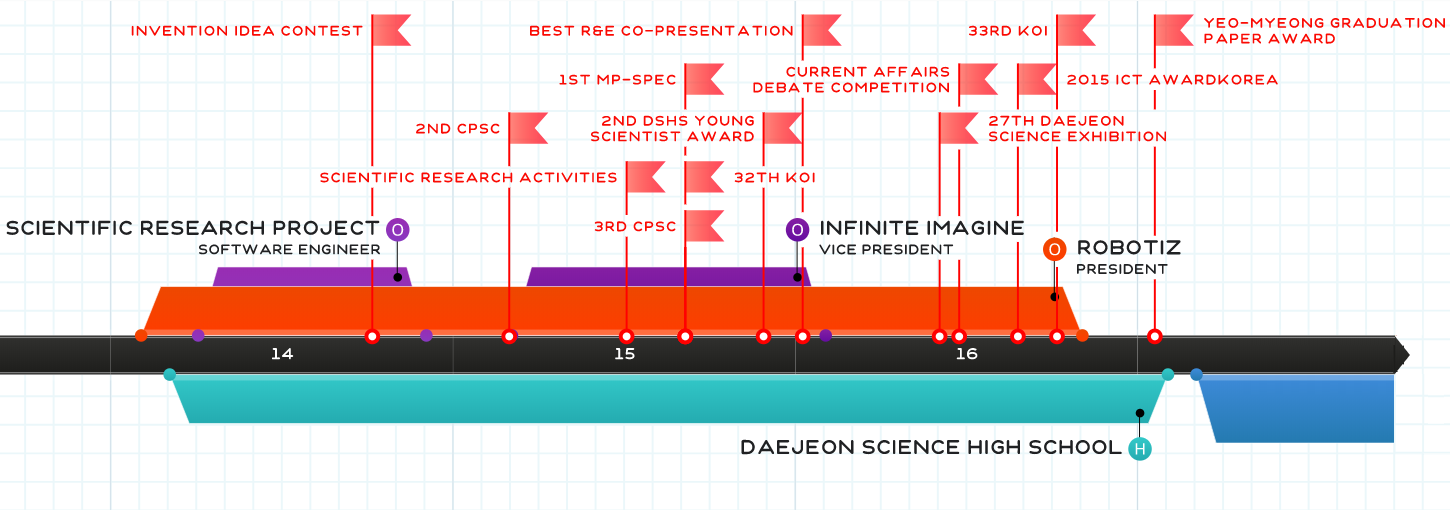 INVENTION IDEA CONTEST
BEST R&E CO-PRESENTATION
33RD KOI
YEO-MYEONG GRADUATION
PAPER AWARD
1ST MP-SPEC
CURRENT AFFAIRS
DEBATE COMPETITION
2015 ICT AWARDKOREA
2ND CPSC
2ND DSHS YOUNG
SCIENTIST AWARD
27TH DAEJEON
SCIENCE EXHIBITION
SCIENTIFIC RESEARCH ACTIVITIES
32TH KOI
3RD CPSC
SCIENTIFIC RESEARCH PROJECT O
SOFTWARE ENGINEER
O INFINITE IMAGINE
VICE PRESIDENT
O ROBOTIZ
PRESIDENT
14 15 16
DAEJEON SCIENCE HIGH SCHOOL H